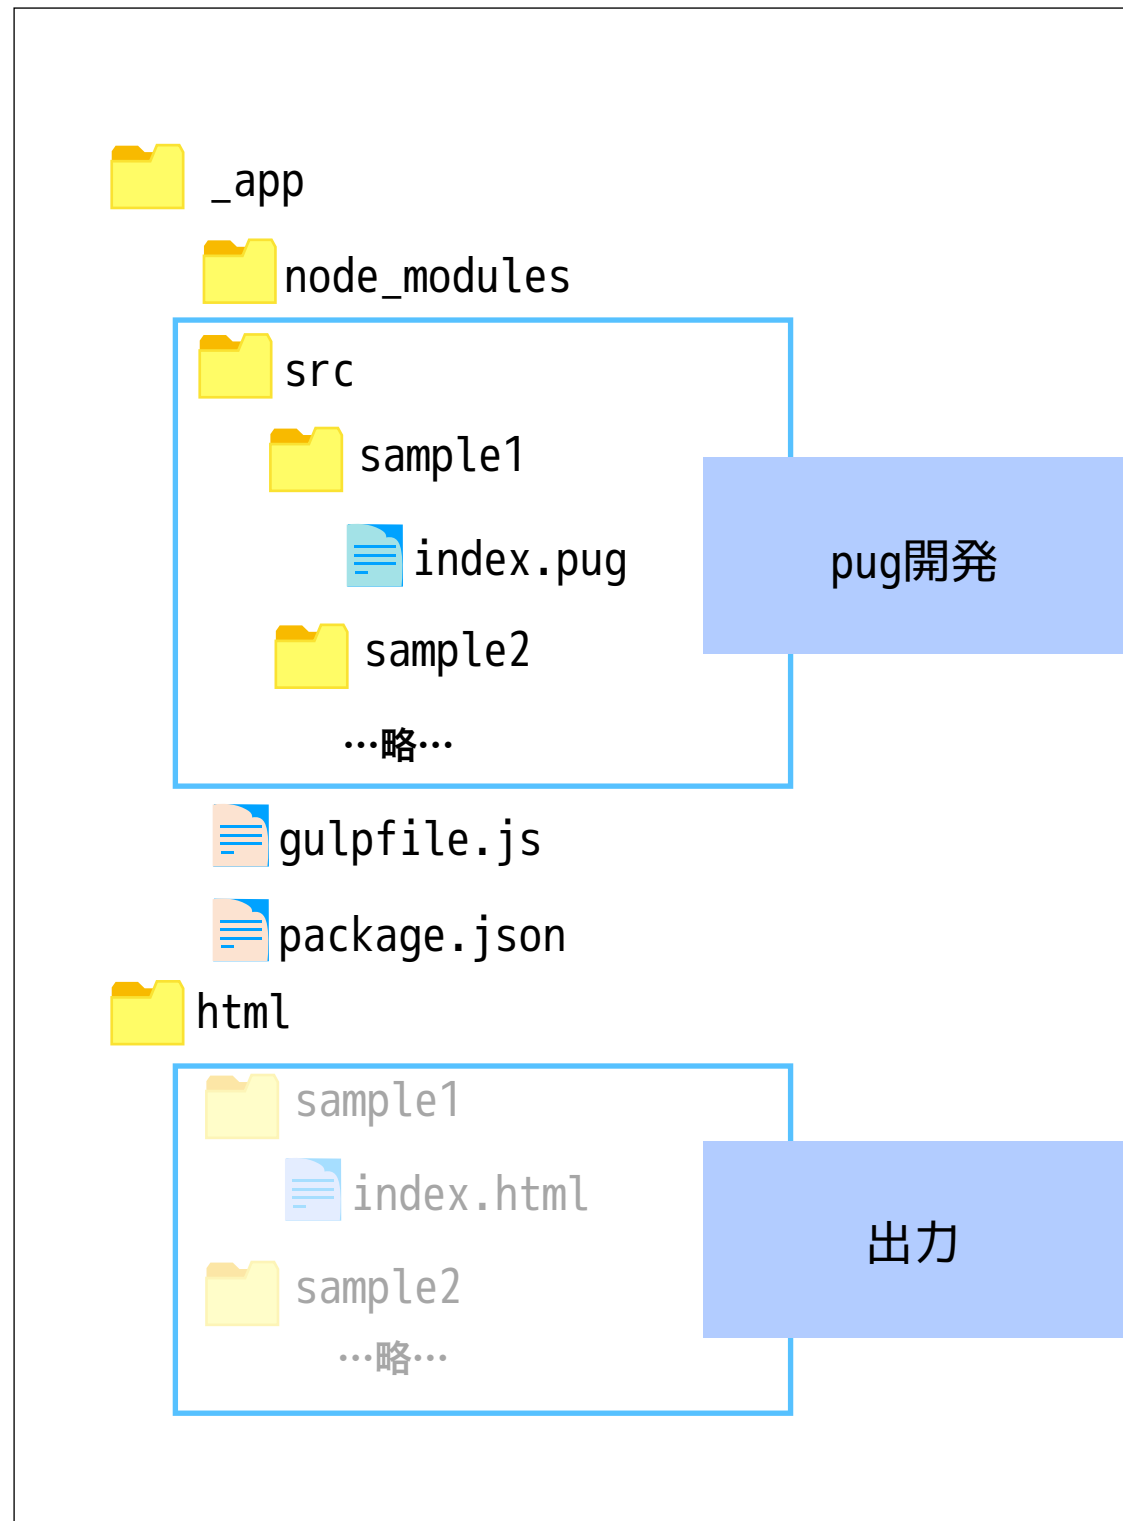 _app
node_modules
src
sample1
index.pug
pug開発
sample2
…略…
gulpfile.js
package.json
html
sample1
index.html
出力
sample2
…略…